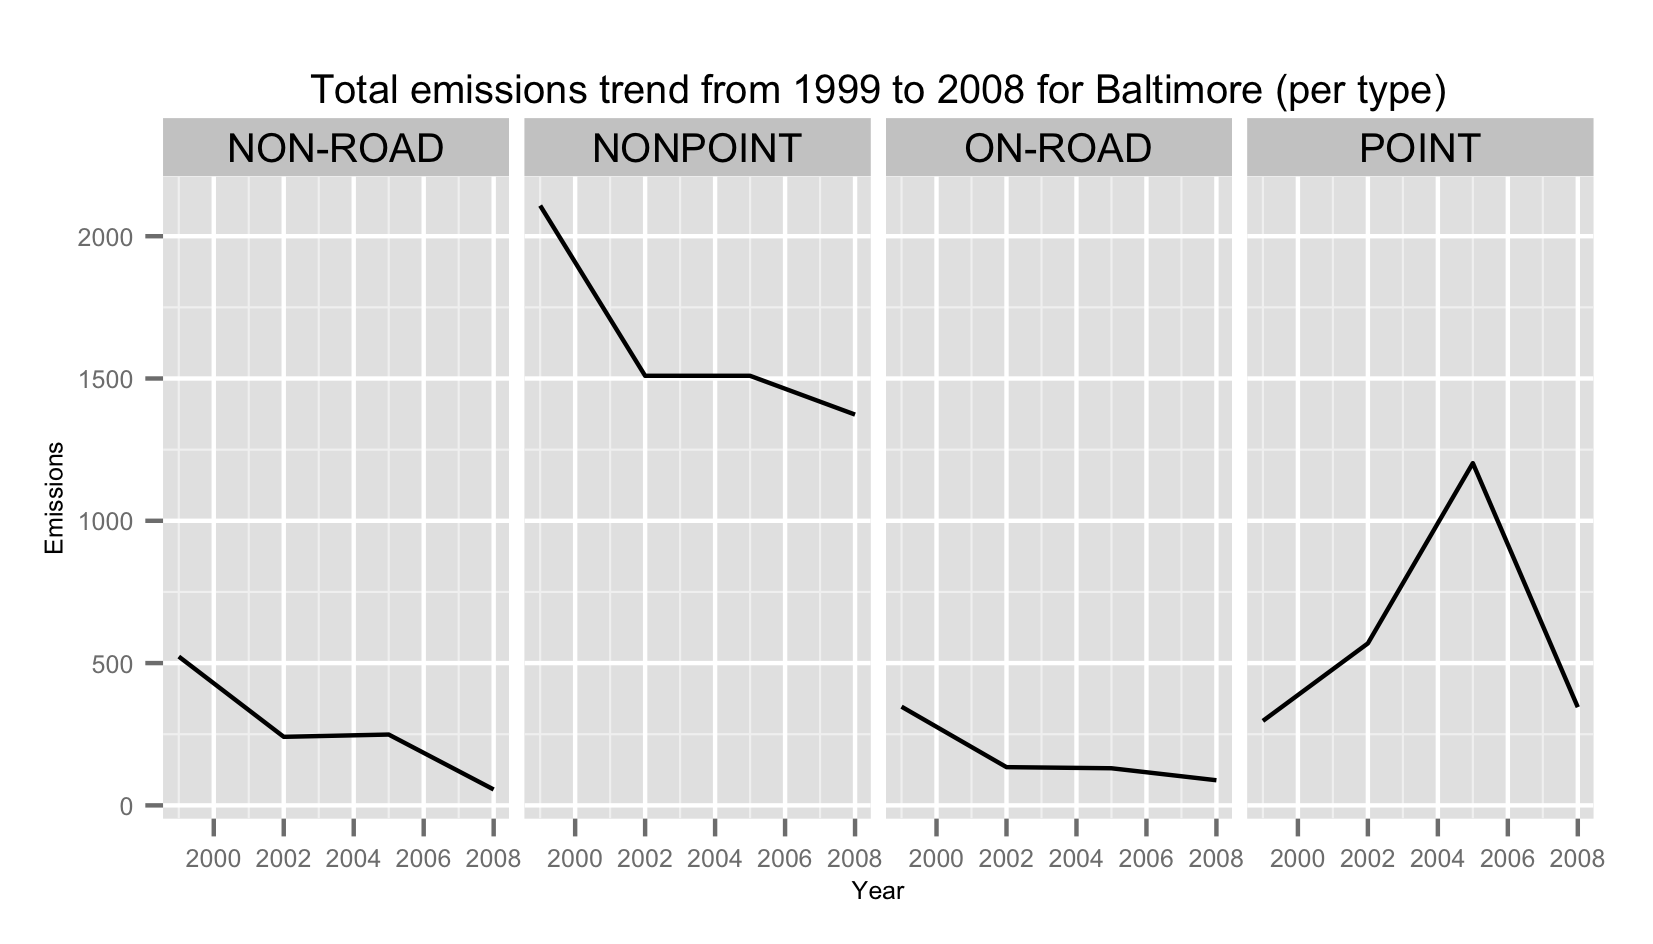 Total emissions trend from 1999 to 2008 for Baltimore (per type)
NON-ROAD NONPOINT ON-ROAD POINT
2000
1500
1000
500
0
Emissions
2000 2002 2004 2006 2008 2000 2002 2004 2006 2008 2000 2002 2004 2006 2008 2000 2002 2004 2006 2008
Year